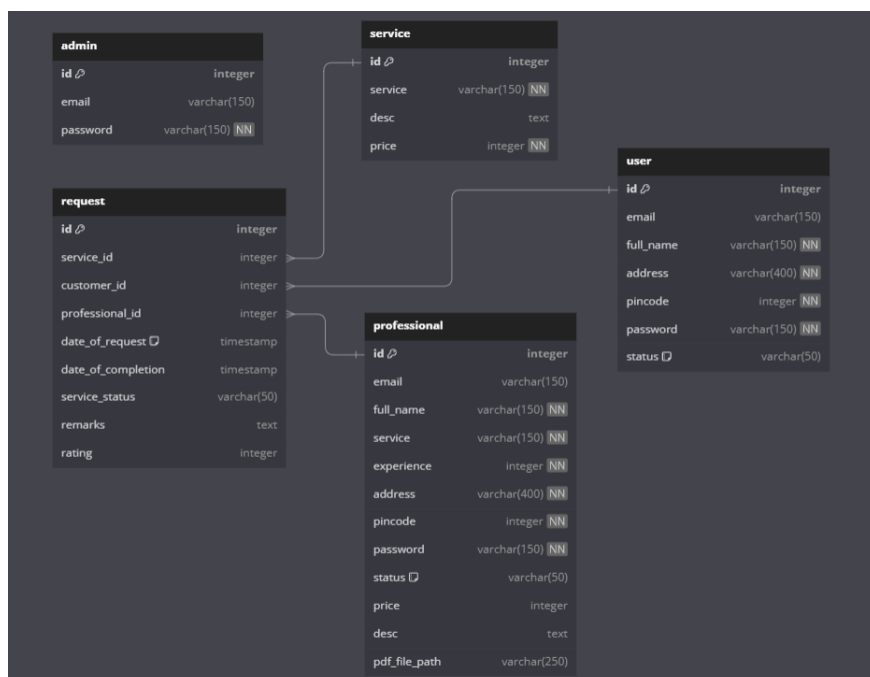 admin
id integer
email varchar(150)
password varchar(150) NN
service
id integer
service varchar(150) NN
desc text
price integer NN
user
id integer
email varchar(150)
full_name varchar(150) NN
address varchar(400) NN
pincode integer NN
password varchar(150) NN
status varchar(50)
request
id integer
service_id integer
customer_id integer
professional_id integer
date_of_request timestamp
date_of_completion timestamp
service_status varchar(50)
remarks text
rating integer
professional
id integer
email varchar(150)
full_name varchar(150) NN
service varchar(150) NN
experience integer NN
address varchar(400) NN
pincode integer NN
password varchar(150) NN
status varchar(50)
price integer
desc text
pdf_file_path varchar(250)